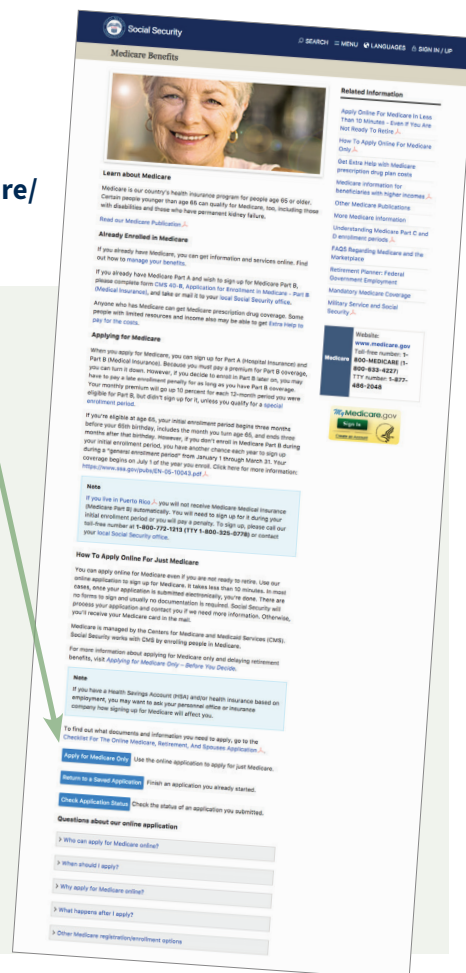 re/
Social Security
SEARCH MENU LANGUAGES SIGN IN / UP
Medicare Benefits
Learn about Medicare
Medicare is our country's health insurance program for people age 65 or older.
Certain people younger than age 65 can qualify for Medicare, too, including those
with disabilities and those who have permanent kidney failure.
Read our Medicare Publication
Already Enrolled in Medicare
If you already have Medicare, you can get information and services online. Find
out how to manage your benefits.
If you already have Medicare Part A and wish to sign up for Medicare Part B,
please complete form CMS 40-B, Application for Enrollment in Medicare - Part B
(Medical Insurance), and take or mail it to your local Social Security office.
Anyone who has Medicare can get Medicare prescription drug coverage. Some
people with limited resources and income also may be able to get Extra Help to
pay for the costs.
Applying for Medicare
When you apply for Medicare, you can sign up for Part A (Hospital Insurance) and
Part B (Medical Insurance). Because you must pay a premium for Part B coverage,
you can turn it down. However, if you decide to enroll in Part B later on, you may
have to pay a late enrollment penalty for as long as you have Part B coverage.
Your monthly premium will go up 10 percent for each 12-month period you were
eligible for Part B, but didn't sign up for it, unless you qualify for a special
enrollment period.
If you're eligible at age 65, your initial enrollment period begins three months
before your 65th birthday, includes the month you turn age 65, and ends three
months after that birthday. However, if you don't enroll in Medicare Part B during
your initial enrollment period, you have another chance each year to sign up
during a "general enrollment period" from January 1 through March 31. Your
coverage begins on July 1 of the year you enroll. Click here for more information:
https://www.ssa.gov/pubs/EN-05-10043.pdf
Note
If you live in Puerto Rico, you will not receive Medicare Medical Insurance
(Medicare Part B) automatically. You will need to sign up for it during your
initial enrollment period or you will pay a penalty. To sign up, please call our
toll-free number at 1-800-772-1213 (TTY 1-800-325-0778) or contact
your local Social Security office.
How To Apply Online For Just Medicare
You can apply online for Medicare even if you are not ready to retire. Use our
online application to sign up for Medicare. It takes less than 10 minutes. In most
cases, once your application is submitted electronically, you're done. There are
no forms to sign and usually no documentation is required. Social Security will
process your application and contact you if we need more information. Otherwise,
you'll receive your Medicare card in the mail.
Medicare is managed by the Centers for Medicare and Medicaid Services (CMS).
Social Security works with CMS by enrolling people in Medicare.
For more information about applying for Medicare only and delaying retirement
benefits, visit Applying for Medicare Only – Before You Decide.
Note
If you have a Health Savings Account (HSA) and/or health insurance based on
employment, you may want to ask your personnel office or insurance
company how signing up for Medicare will affect you.
To find out what documents and information you need to apply, go to the
Checklist For The Online Medicare, Retirement, And Spouses Application
Apply for Medicare Only Use the online application to apply for just Medicare.
Return to a Saved Application Finish an application you already started.
Check Application Status Check the status of an application you submitted.
Questions about our online application
> Who can apply for Medicare online?
> When should I apply?
> Why apply for Medicare online?
> What happens after I apply?
> Other Medicare registration/enrollment options
Related Information
Apply Online For Medicare In Less
Than 10 Minutes - Even If You Are
Not Ready To Retire
How To Apply Online For Medicare
Only
Get Extra Help with Medicare
prescription drug plan costs
Medicare information for
beneficiaries with higher incomes
Other Medicare Publications
More Medicare Information
Understanding Medicare Part C and
D enrollment periods
FAQS Regarding Medicare and the
Marketplace
Retirement Planner: Federal
Government Employment
Mandatory Medicare Coverage
Military Service and Social
Security
Medicare
Website:
www.medicare.gov
Toll-free number: 1-
800-MEDICARE (1-
800-633-4227)
TTY number: 1-877-
486-2048
MyMedicare.gov
Sign In
Create an Account